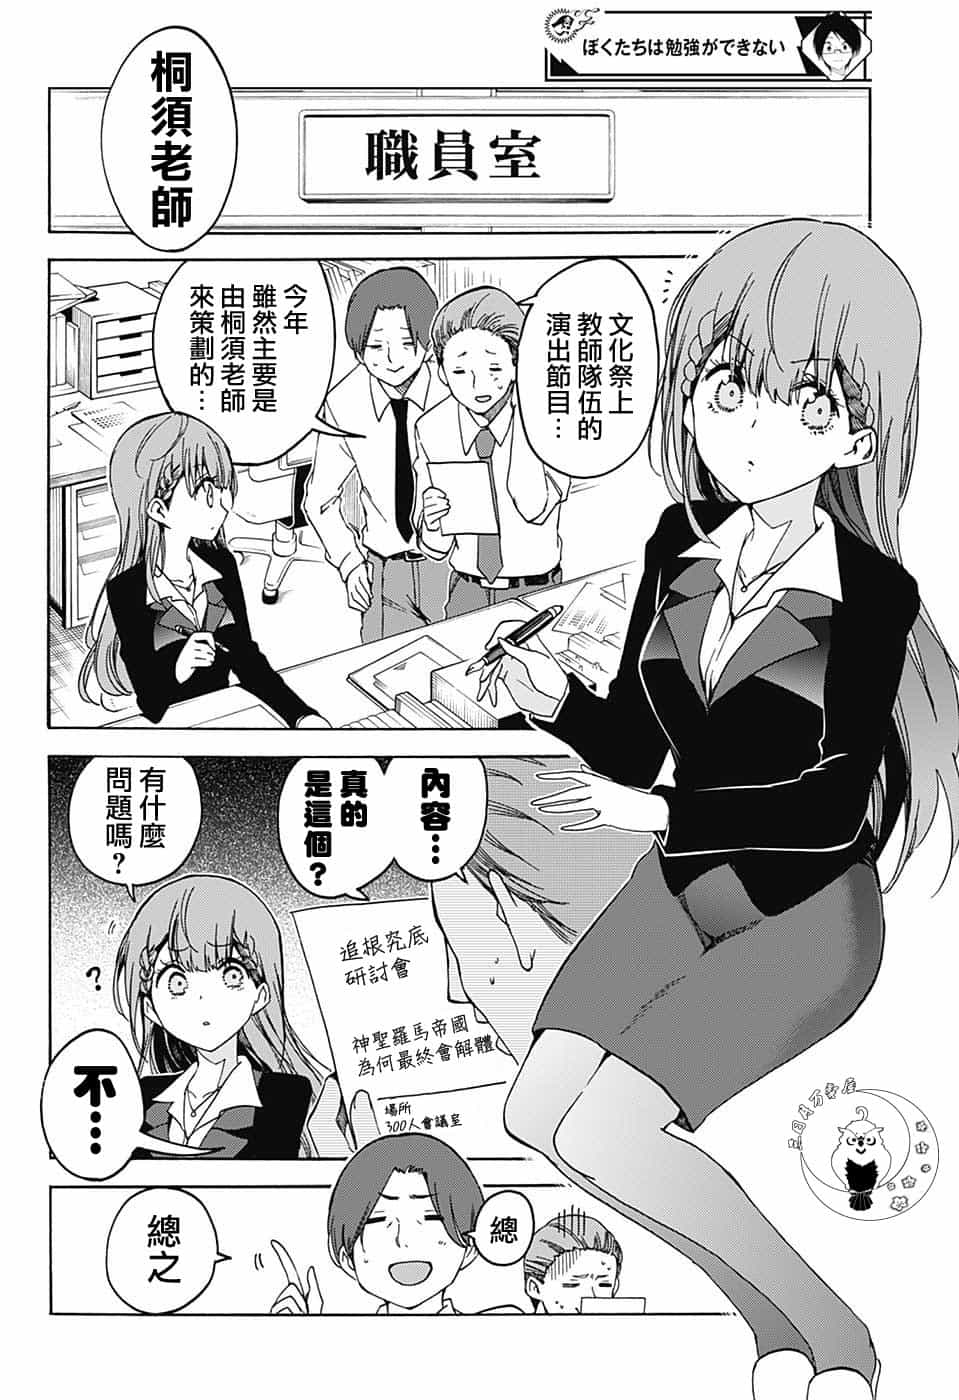 ぼくたちは勉強ができない
桐須老師
職員室
文化祭上
教師隊伍的
演出節目…
今年
雖然主要是
由桐須老師
來策劃的…
內容…
真的
是這個?
追根究底
研討會
神聖羅馬帝國
為何最終會解體
場所
300人會議室
有什麼
問題嗎?
?
不…
總
總之